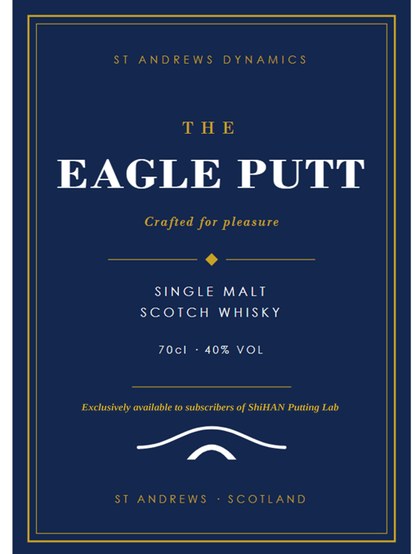 ST ANDREWS DYNAMICS
THE
EAGLE PUTT
Crafted for pleasure
SINGLE MALT
SCOTCH WHISKY
70cl · 40% VOL
Exclusively available to subscribers of ShiHAN Putting Lab
ST ANDREWS · SCOTLAND